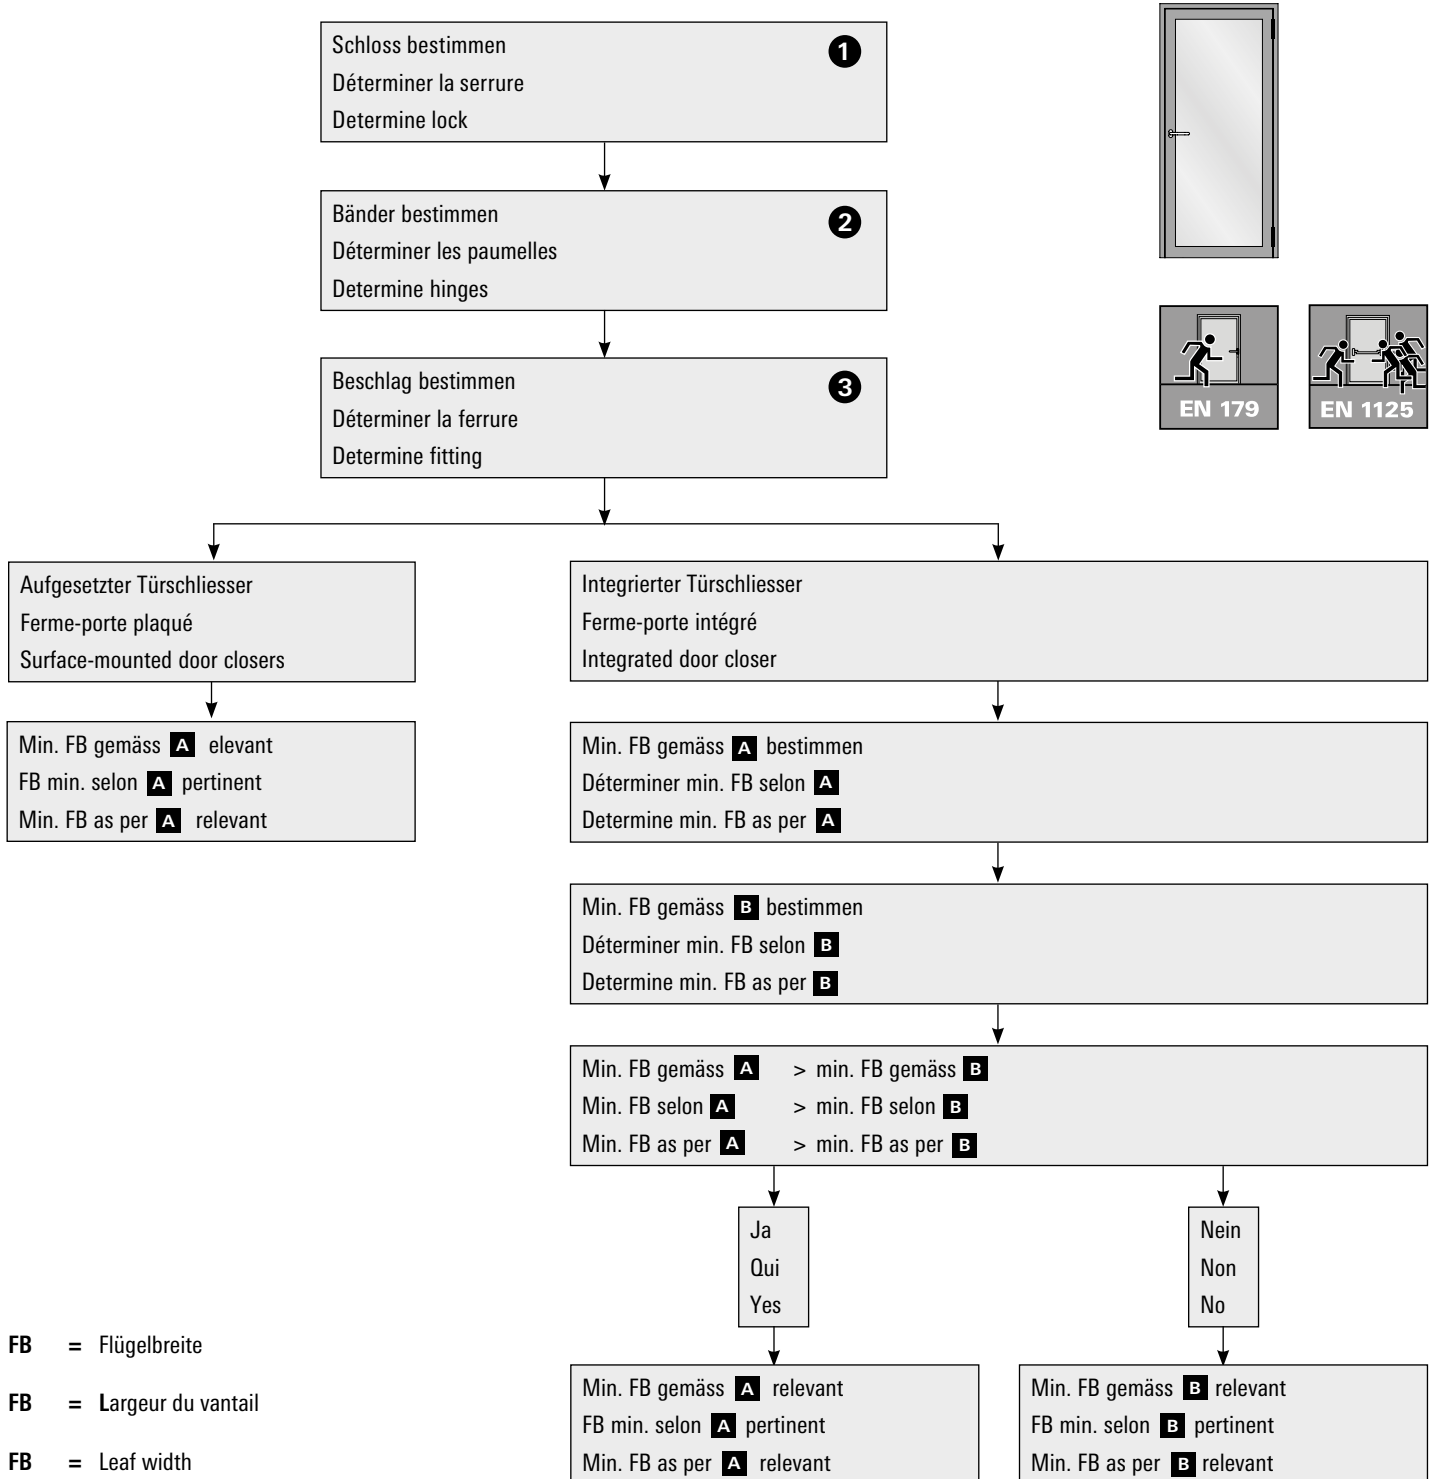 Schloss bestimmen
1
Déterminer la serrure
Determine lock
Bänder bestimmen
2
Déterminer les paumelles
Determine hinges
Beschlag bestimmen
3
Déterminer la ferrure
Determine fitting
EN 179
EN 1125
Aufgesetzter Türschliesser
Ferme-porte plaqué
Surface-mounted door closers
Integrierter Türschliesser
Ferme-porte intégré
Integrated door closer
Min. FB gemäss A elevant
FB min. selon A pertinent
Min. FB as per A relevant
Min. FB gemäss A bestimmen
Déterminer min. FB selon A
Determine min. FB as per A
Min. FB gemäss B bestimmen
Déterminer min. FB selon B
Determine min. FB as per B
Min. FB gemäss A > min. FB gemäss B
Min. FB selon A > min. FB selon B
Min. FB as per A > min. FB as per B
Ja
Qui
Yes
Nein
Non
No
Min. FB gemäss A relevant
FB min. selon A pertinent
Min. FB as per A relevant
Min. FB gemäss B relevant
FB min. selon B pertinent
Min. FB as per B relevant
FB = Flügelbreite
FB = Largeur du vantail
FB = Leaf width